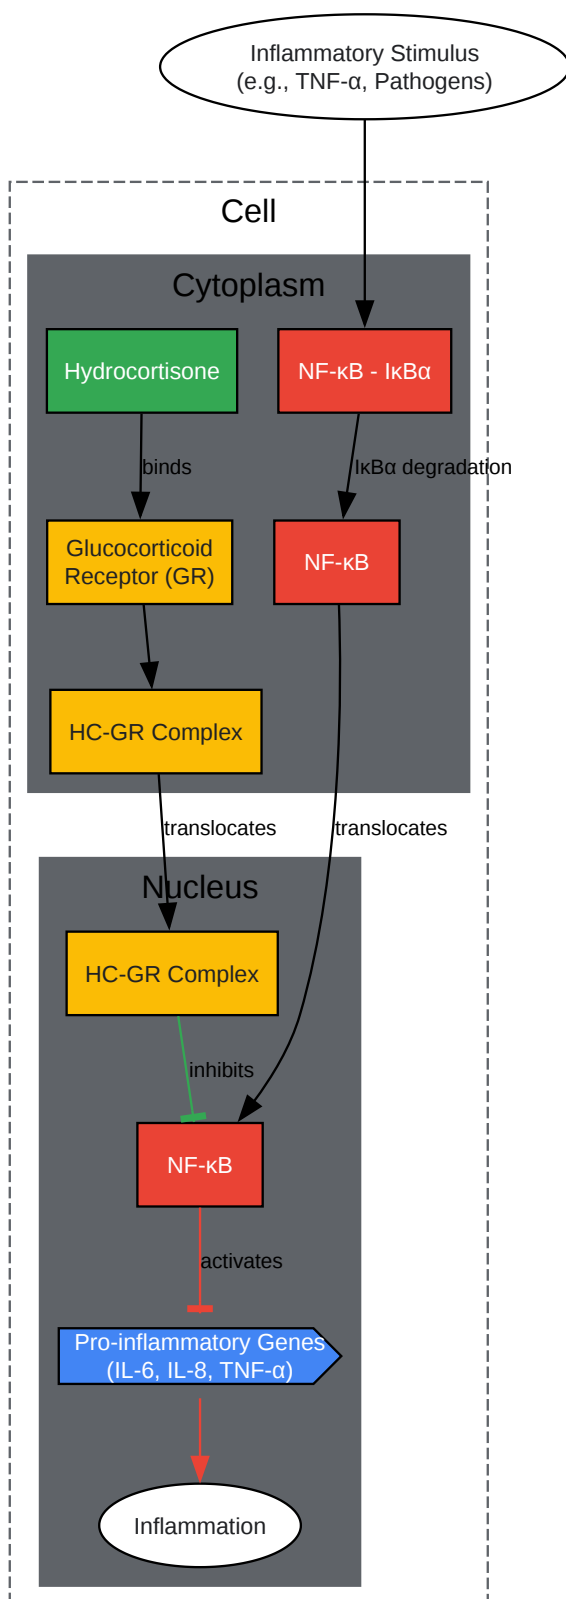 Inflammatory Stimulus
(e.g., TNF-α, Pathogens)
Cell
Cytoplasm
Hydrocortisone
NF-κB - IκBα
binds
IκBα degradation
Glucocorticoid
Receptor (GR)
NF-κB
HC-GR Complex
translocates
translocates
Nucleus
HC-GR Complex
inhibits
NF-κB
activates
Pro-inflammatory Genes
(IL-6, IL-8, TNF-α)
Inflammation